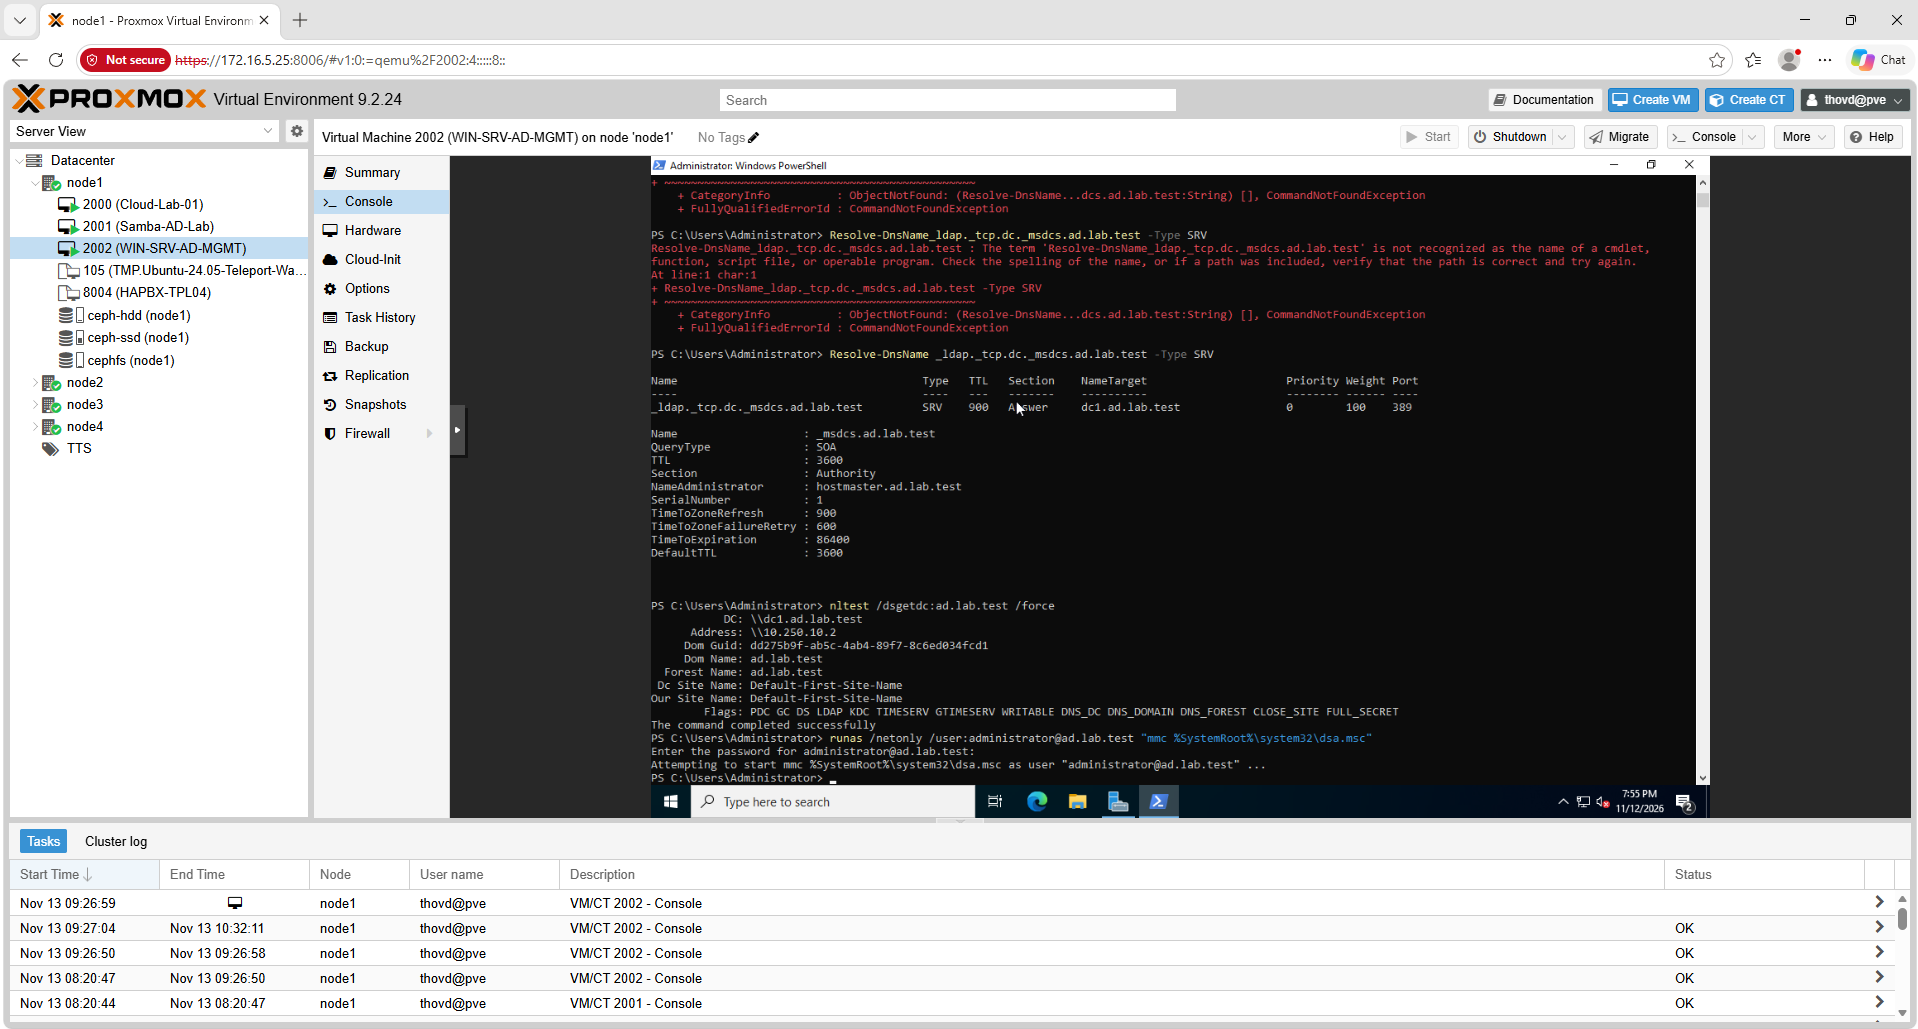 node1 - Proxmox Virtual Environm
Not secure https://172.16.5.25:8006/#v1:0:=qemu%2F2002:4:::::8:: Chat
PROXMOX Virtual Environment 9.2.24 Search Documentation Create VM Create CT thovd@pve
Server View Virtual Machine 2002 (WIN-SRV-AD-MGMT) on node 'node1' No Tags Start Shutdown Migrate >_ Console More Help
Datacenter
node1
2000 (Cloud-Lab-01)
2001 (Samba-AD-Lab)
2002 (WIN-SRV-AD-MGMT)
105 (TMP.Ubuntu-24.05-Teleport-Wa...
8004 (HAPBX-TPL04)
ceph-hdd (node1)
ceph-ssd (node1)
cephfs (node1)
node2
node3
node4
TTS
Summary
>_ Console
Hardware
Cloud-Init
Options
Task History
Backup
Replication
Snapshots
Firewall
Administrator: Windows PowerShell
+ ~~~~~~~~~~~~~~~~~~~~~~~~~~~~~~~~~~~~~~~~~~~~~~~
+ CategoryInfo : ObjectNotFound: (Resolve-DnsName...dcs.ad.lab.test:String) [], CommandNotFoundException
+ FullyQualifiedErrorId : CommandNotFoundException
PS C:\Users\Administrator> Resolve-DnsName_ldap._tcp.dc._msdcs.ad.lab.test -Type SRV
Resolve-DnsName_ldap._tcp.dc._msdcs.ad.lab.test : The term 'Resolve-DnsName_ldap._tcp.dc._msdcs.ad.lab.test' is not recognized as the name of a cmdlet,
function, script file, or operable program. Check the spelling of the name, or if a path was included, verify that the path is correct and try again.
At line:1 char:1
+ Resolve-DnsName_ldap._tcp.dc._msdcs.ad.lab.test -Type SRV
+ ~~~~~~~~~~~~~~~~~~~~~~~~~~~~~~~~~~~~~~~~~~~~~~~
+ CategoryInfo : ObjectNotFound: (Resolve-DnsName...dcs.ad.lab.test:String) [], CommandNotFoundException
+ FullyQualifiedErrorId : CommandNotFoundException
PS C:\Users\Administrator> Resolve-DnsName _ldap._tcp.dc._msdcs.ad.lab.test -Type SRV
Name Type TTL Section NameTarget Priority Weight Port
---- ---- --- ------- ---------- -------- ------ ----
_ldap._tcp.dc._msdcs.ad.lab.test SRV 900 Answer dc1.ad.lab.test 0 100 389
Name : _msdcs.ad.lab.test
QueryType : SOA
TTL : 3600
Section : Authority
NameAdministrator : hostmaster.ad.lab.test
SerialNumber : 1
TimeToZoneRefresh : 900
TimeToZoneFailureRetry : 600
TimeToExpiration : 86400
DefaultTTL : 3600
PS C:\Users\Administrator> nltest /dsgetdc:ad.lab.test /force
DC: \\dc1.ad.lab.test
Address: \\10.250.10.2
Dom Guid: dd275b9f-ab5c-4ab4-89f7-8c6ed034fcd1
Dom Name: ad.lab.test
Forest Name: ad.lab.test
Dc Site Name: Default-First-Site-Name
Our Site Name: Default-First-Site-Name
Flags: PDC GC DS LDAP KDC TIMESERV GTIMESERV WRITABLE DNS_DC DNS_DOMAIN DNS_FOREST CLOSE_SITE FULL_SECRET
The command completed successfully
PS C:\Users\Administrator> runas /netonly /user:administrator@ad.lab.test "mmc %SystemRoot%\system32\dsa.msc"
Enter the password for administrator@ad.lab.test:
Attempting to start mmc %SystemRoot%\system32\dsa.msc as user "administrator@ad.lab.test" ...
PS C:\Users\Administrator> _
Type here to search 7:55 PM
11/12/2026 2
Tasks Cluster log
Start Time End Time Node User name Description Status
Nov 13 09:26:59 node1 thovd@pve VM/CT 2002 - Console
Nov 13 09:27:04 Nov 13 10:32:11 node1 thovd@pve VM/CT 2002 - Console OK
Nov 13 09:26:50 Nov 13 09:26:58 node1 thovd@pve VM/CT 2002 - Console OK
Nov 13 08:20:47 Nov 13 09:26:50 node1 thovd@pve VM/CT 2002 - Console OK
Nov 13 08:20:44 Nov 13 08:20:47 node1 thovd@pve VM/CT 2001 - Console OK